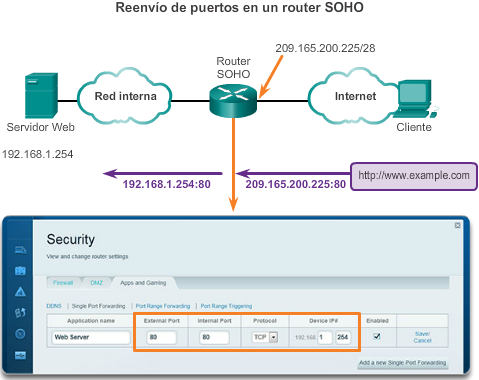 Reenvío de puertos en un router SOHO
209.165.200.225/28
Router
SOHO
Red interna
Internet
Servidor Web
Cliente
192.168.1.254
192.168.1.254:80
209.165.200.225:80
http://www.example.com
Security
View and change router settings
Firewall DMZ Apps and Gaming
DDNS | Single Port Forwarding | Port Range Forwarding | Port Range Triggering
Application name External Port Internal Port Protocol Device IP# Enabled
Web Server 80 80 TCP 192.168. 1 254 Save/
Cancel
Add a new Single Port Forwarding